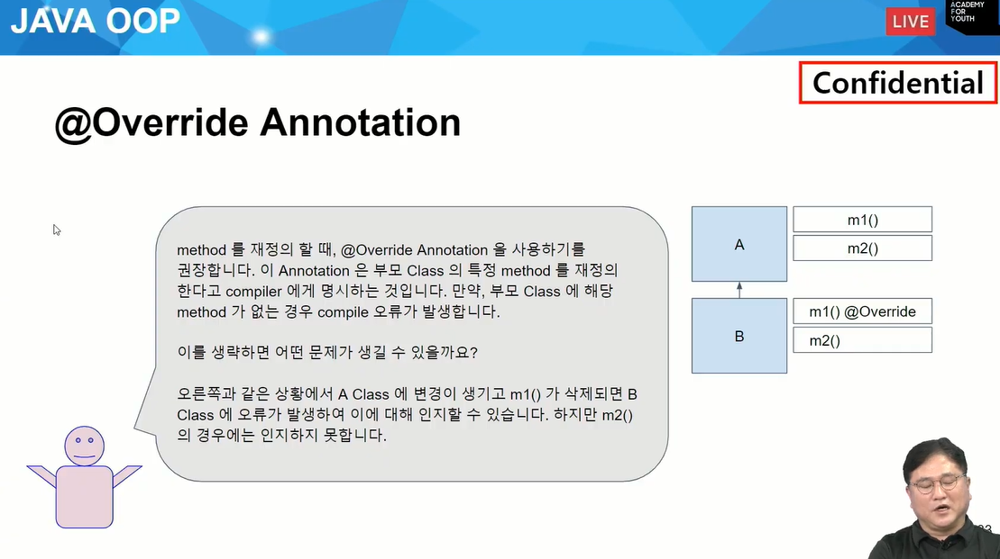 JAVA OOP
LIVE
ACADEMY
FOR
YOUTH
Confidential
@Override Annotation
method 를 재정의 할 때, @Override Annotation 을 사용하기를
권장합니다. 이 Annotation 은 부모 Class 의 특정 method 를 재정의
한다고 compiler 에게 명시하는 것입니다. 만약, 부모 Class 에 해당
method 가 없는 경우 compile 오류가 발생합니다.
이를 생략하면 어떤 문제가 생길 수 있을까요?
오른쪽과 같은 상황에서 A Class 에 변경이 생기고 m1() 가 삭제되면 B
Class 에 오류가 발생하여 이에 대해 인지할 수 있습니다. 하지만 m2()
의 경우에는 인지하지 못합니다.
A
m1()
m2()
B
m1() @Override
m2()